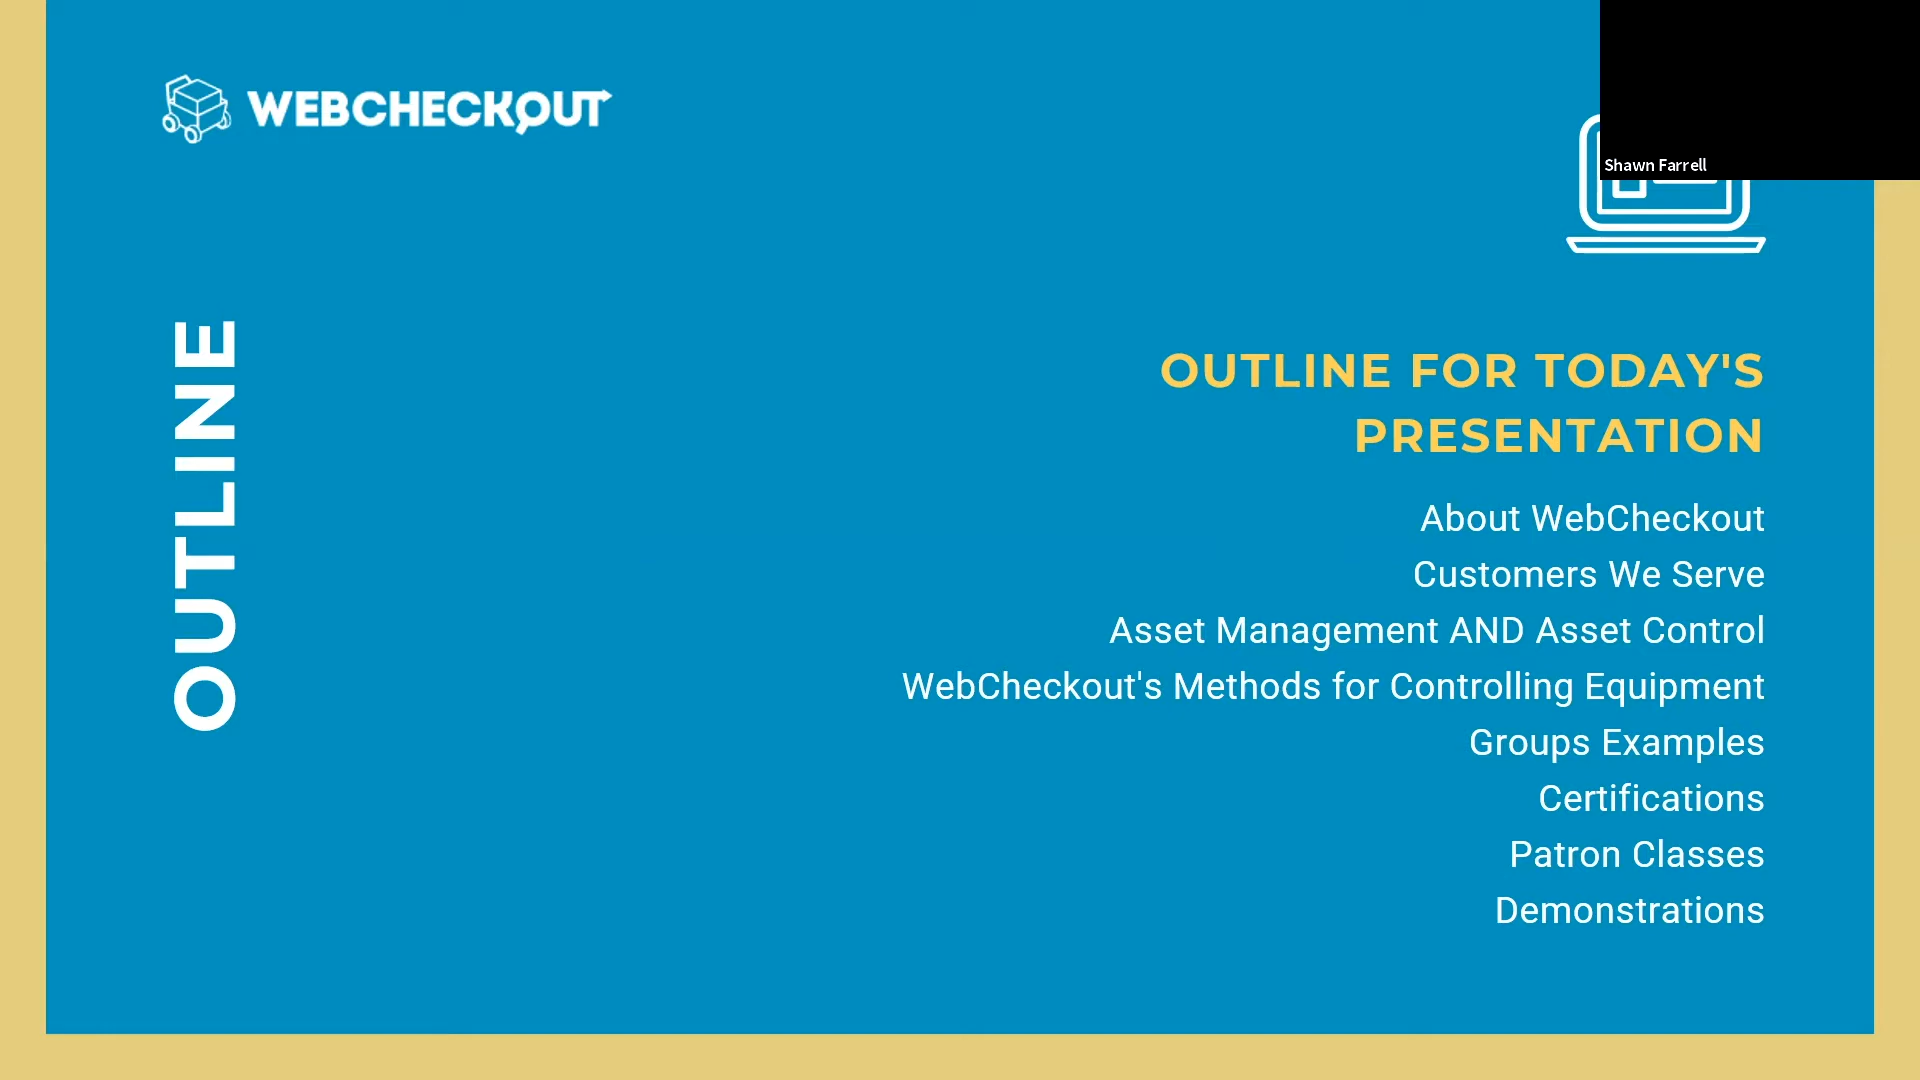 WEBCHECKOUT
Shawn Farrell
OUTLINE
OUTLINE FOR TODAY'S
PRESENTATION
About WebCheckout
Customers We Serve
Asset Management AND Asset Control
WebCheckout's Methods for Controlling Equipment
Groups Examples
Certifications
Patron Classes
Demonstrations